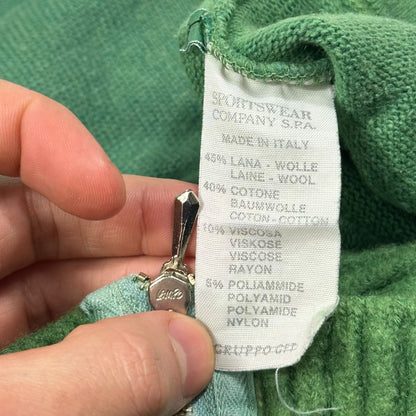 SPORTSWEAR
COMPANY S.P.A.
MADE IN ITALY
45% LANA - WOLLE
LAINE - WOOL
40% COTONE
BAUMWOLLE
COTON - COTTON
10% VISCOSA
VISKOSE
VISCOSE
RAYON
5% POLIAMMIDE
POLYAMID
POLYAMIDE
NYLON
GRUPPO GFT
Lampo